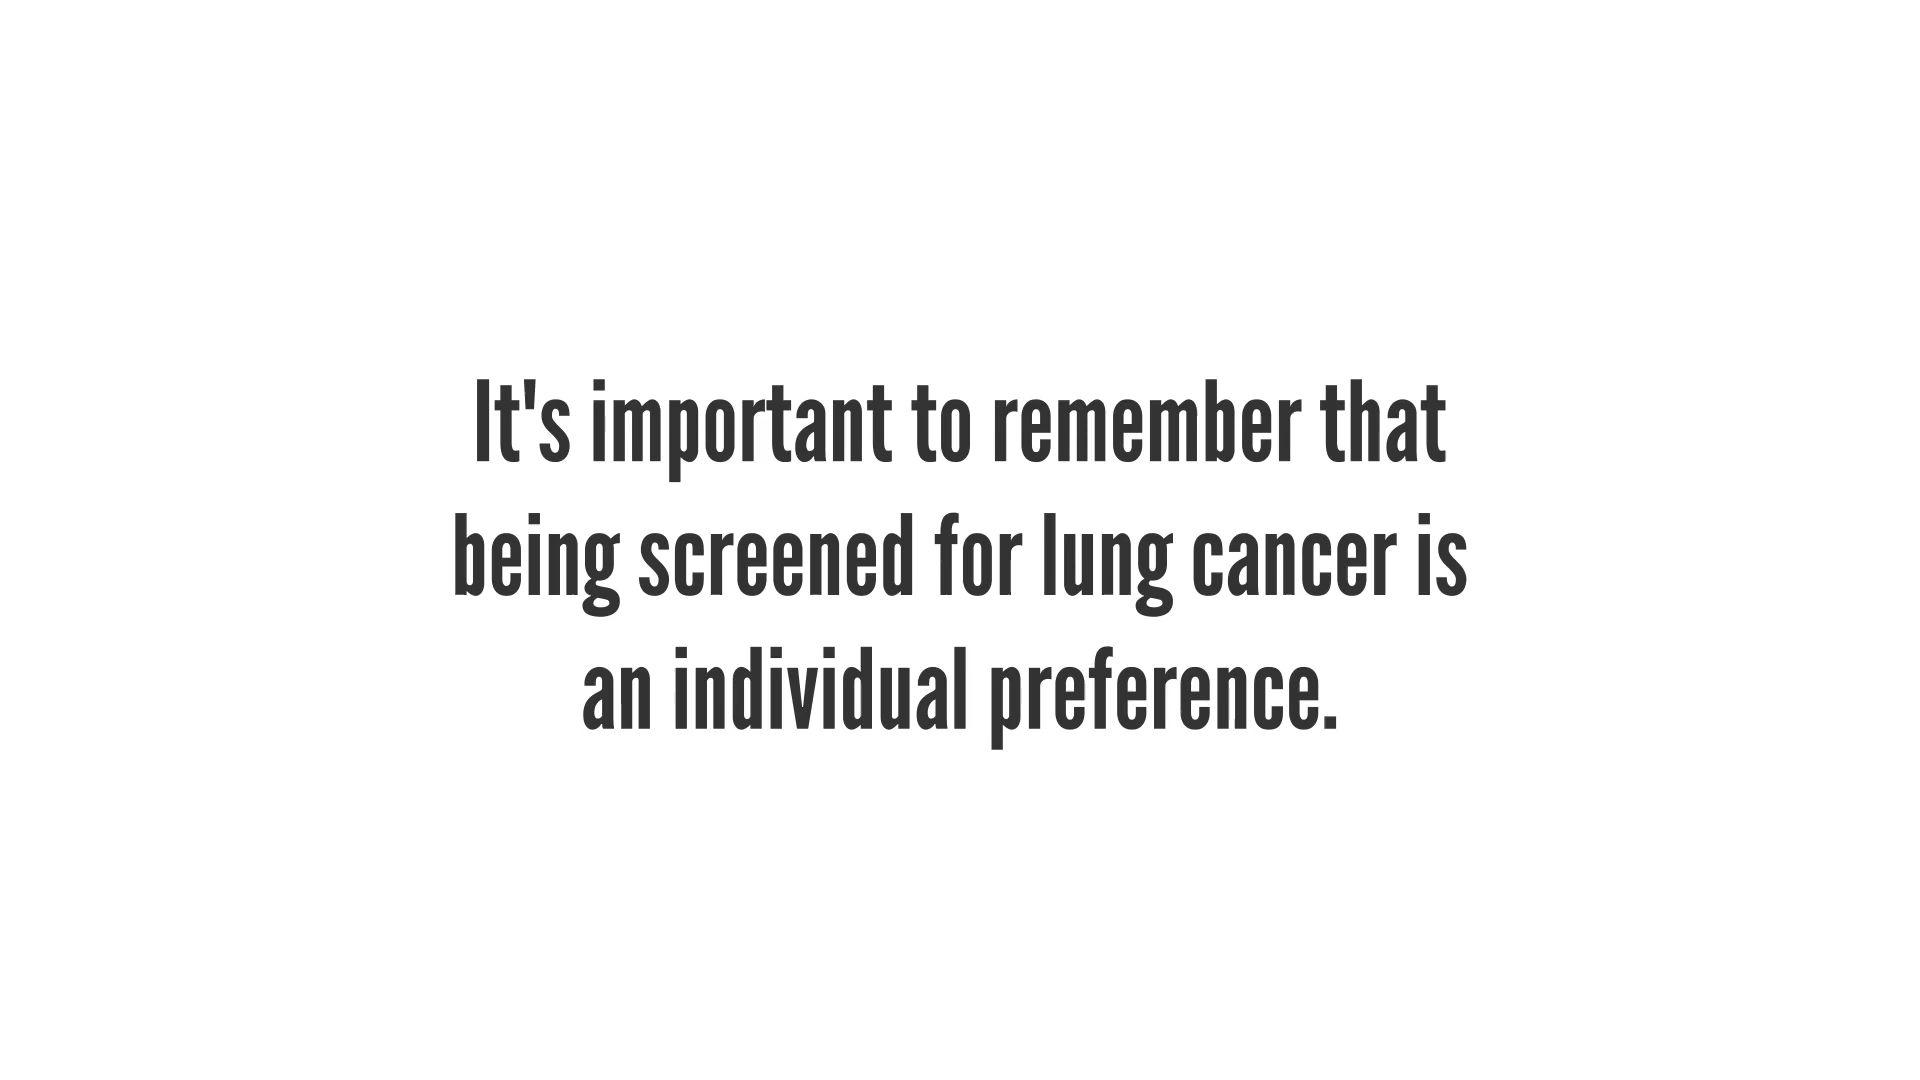 It's important to remember that
being screened for lung cancer is
an individual preference.